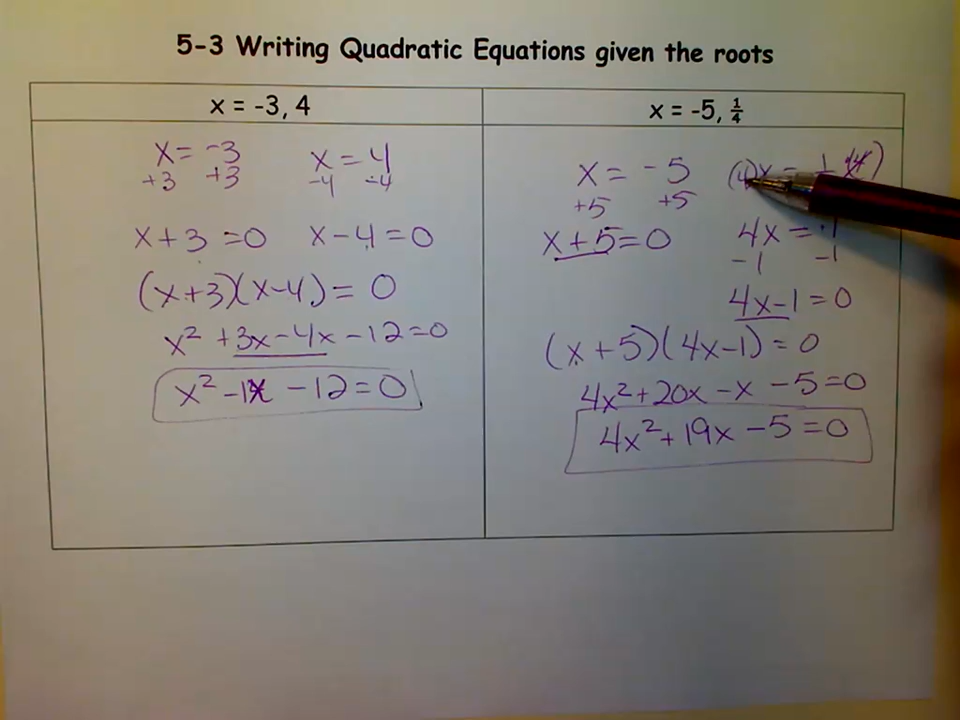 5-3 Writing Quadratic Equations given the roots
x = -3, 4
x = -3 x = 4
+3 +3 -4 -4
x + 3 = 0 x - 4 = 0
(x+3)(x-4) = 0
x² + 3x - 4x - 12 = 0
x² - 1x - 12 = 0
x = -5, 1/4
x = -5 (4)x = 1
+5 +5 4x = 1
x + 5 = 0 -1 -1
4x - 1 = 0
(x + 5)(4x - 1) = 0
4x² + 20x - x - 5 = 0
4x² + 19x - 5 = 0